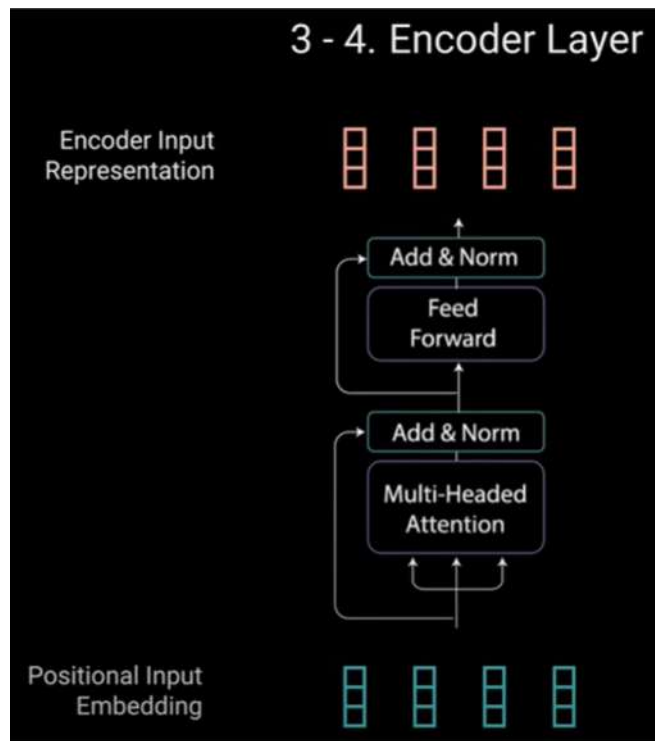 3 - 4. Encoder Layer
Encoder Input
Representation
Add & Norm
Feed
Forward
Add & Norm
Multi-Headed
Attention
Positional Input
Embedding